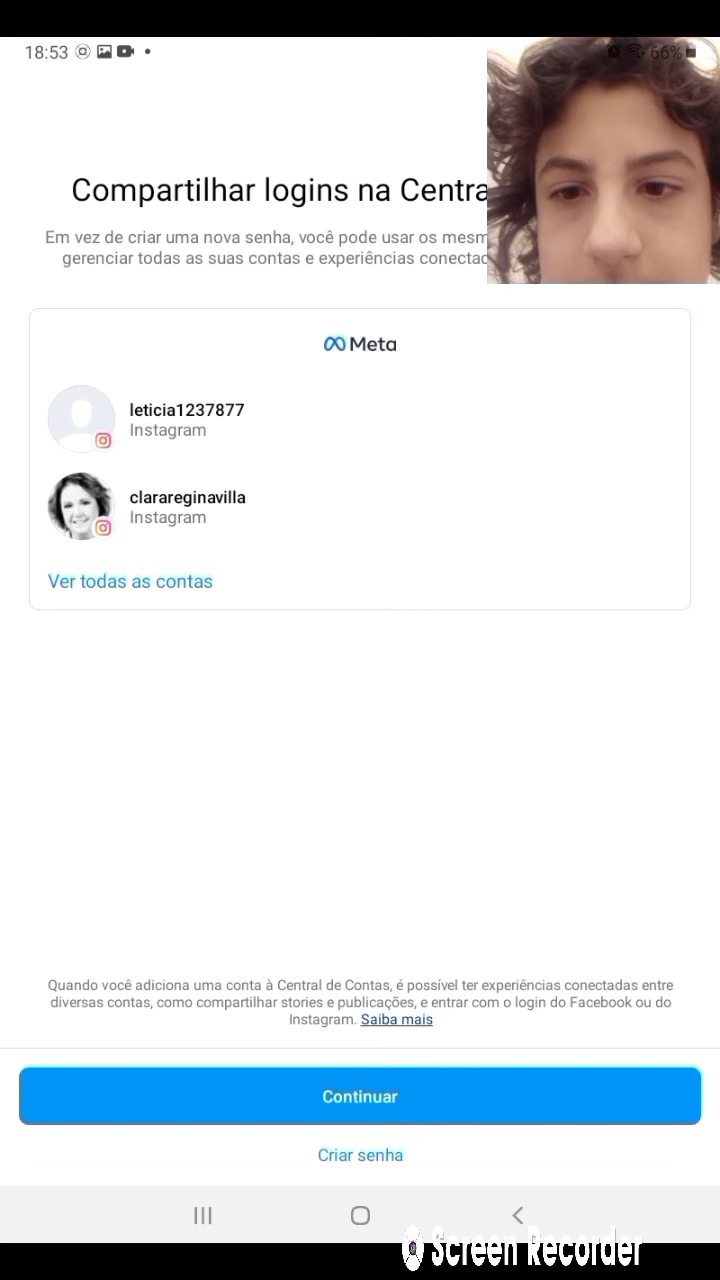 18:53
66%
Compartilhar logins na Centra
Em vez de criar uma nova senha, você pode usar os mesm
gerenciar todas as suas contas e experiências conectad
Meta
leticia1237877
Instagram
clarareginavilla
Instagram
Ver todas as contas
Quando você adiciona uma conta à Central de Contas, é possível ter experiências conectadas entre
diversas contas, como compartilhar stories e publicações, e entrar com o login do Facebook ou do
Instagram. Saiba mais
Continuar
Criar senha
Screen Recorder